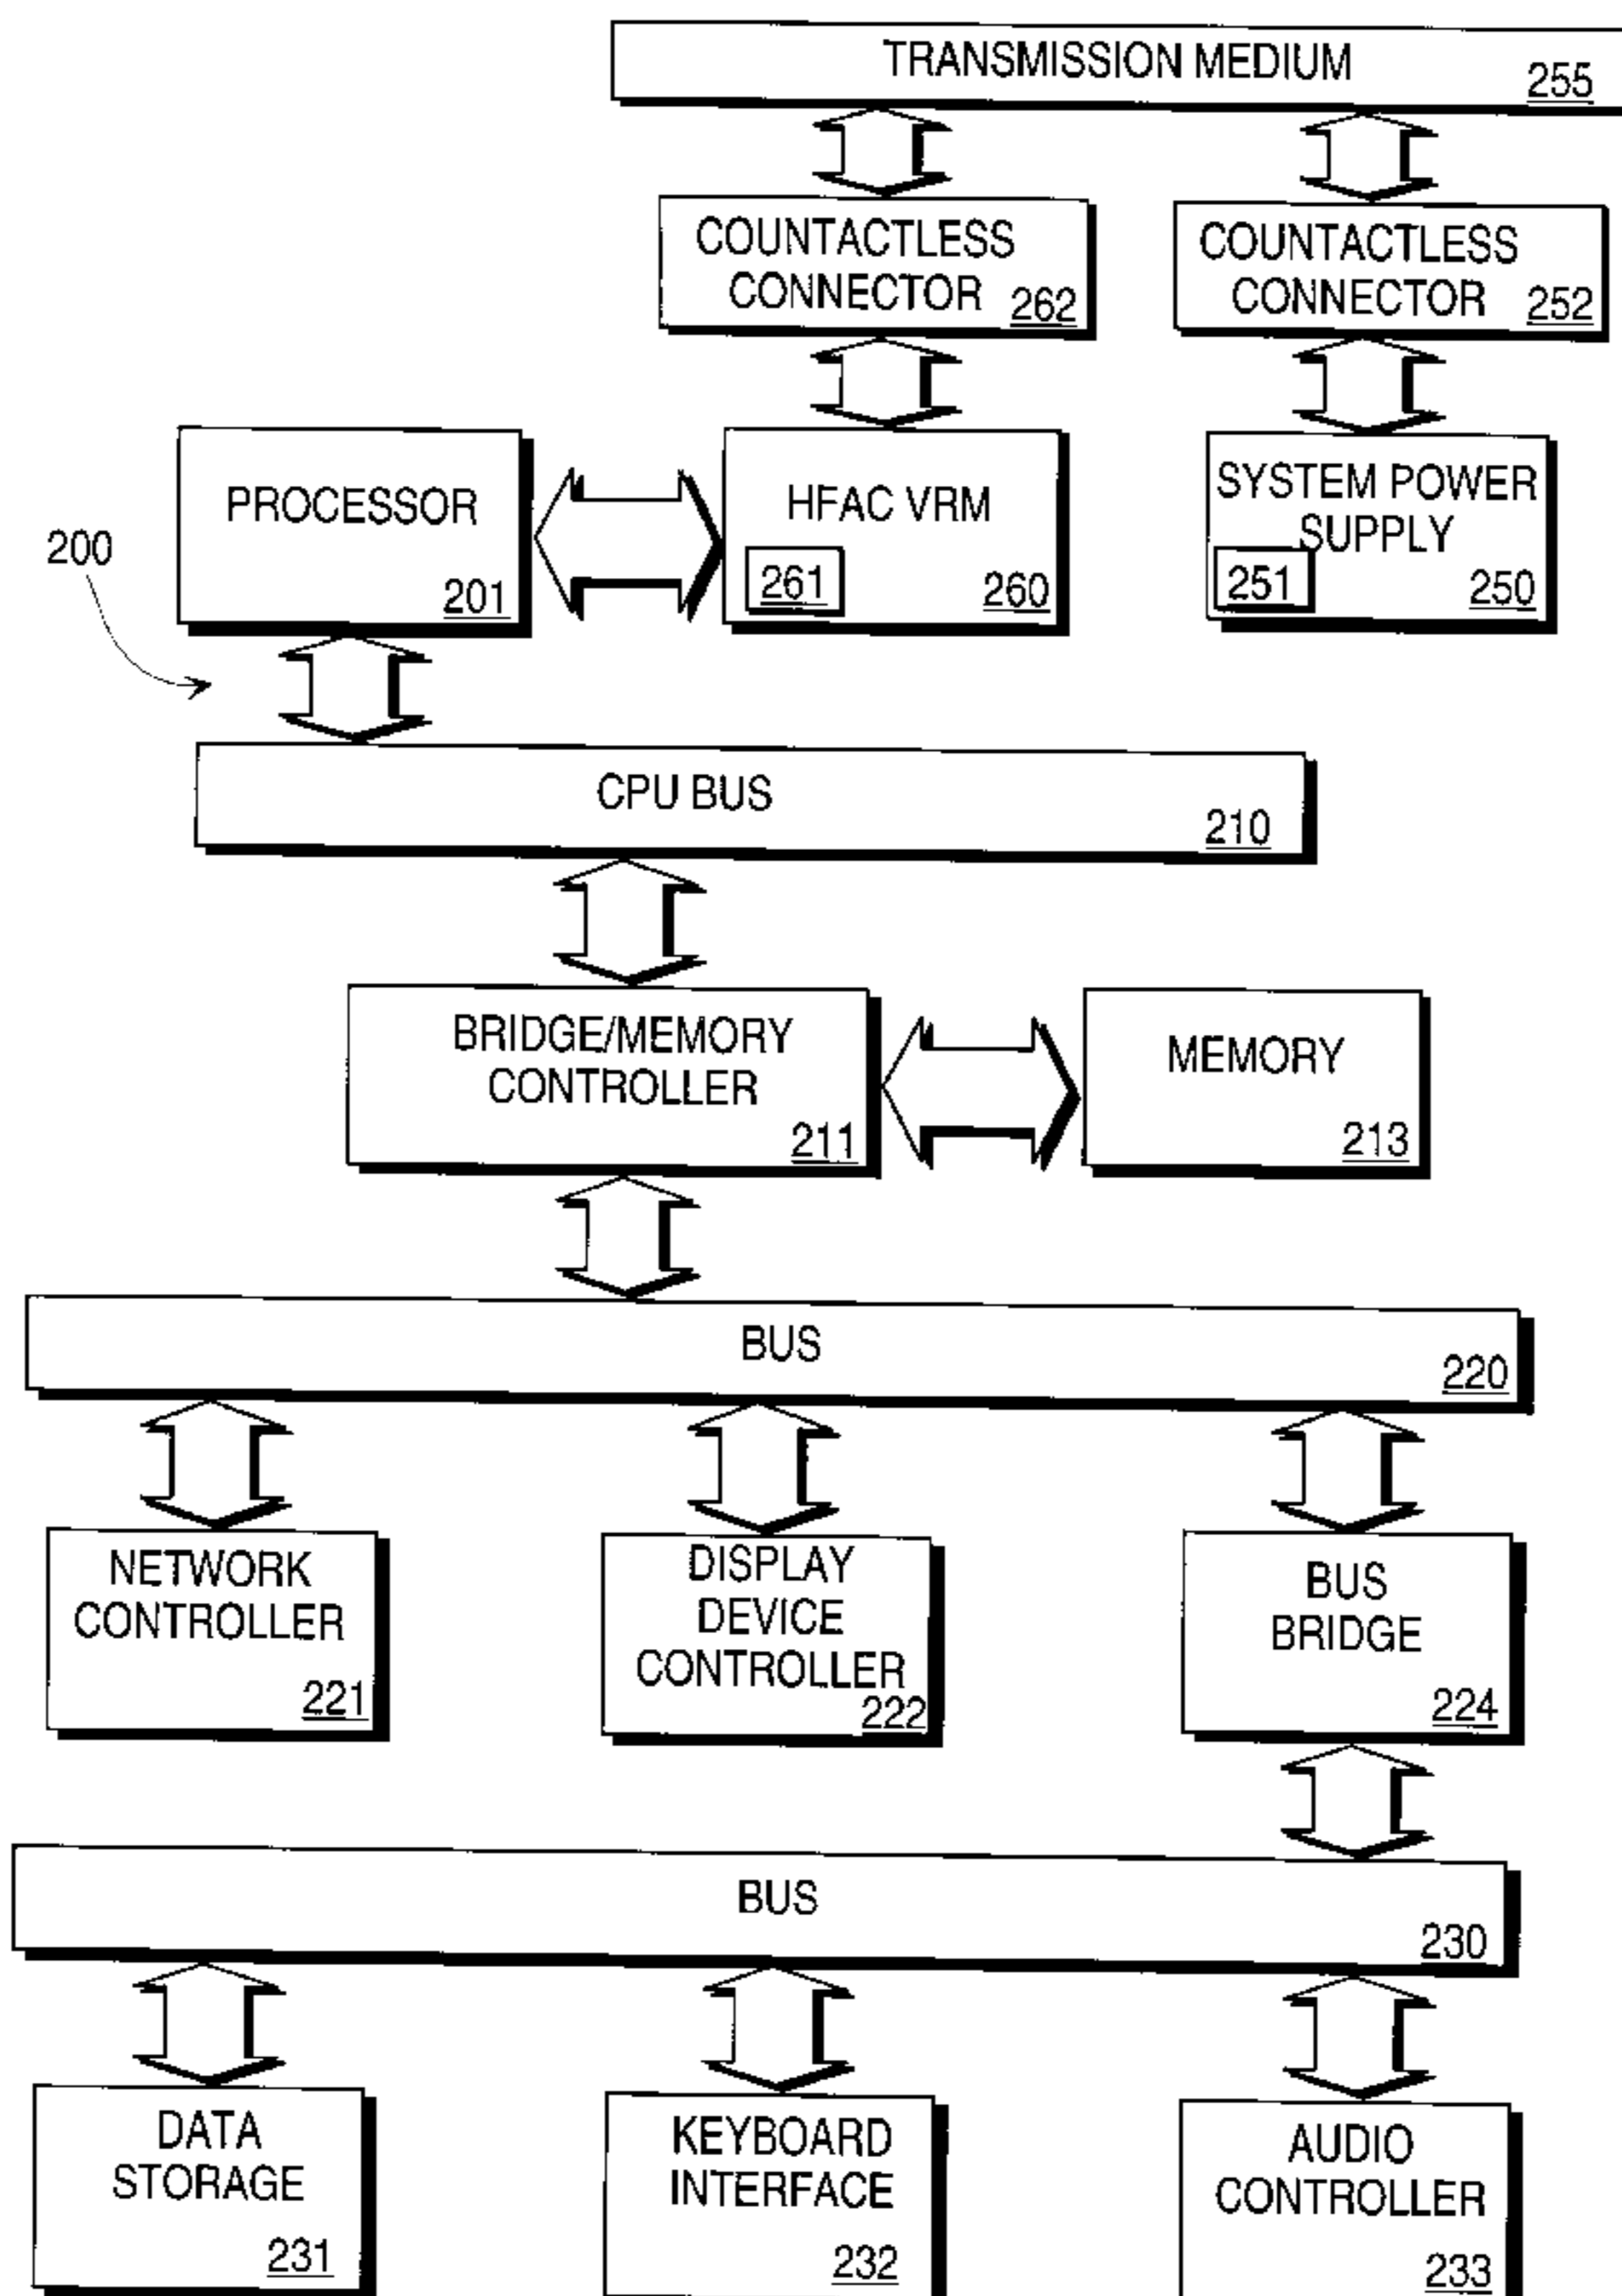 TRANSMISSION MEDIUM 255
COUNTACTLESS
CONNECTOR 262
COUNTACTLESS
CONNECTOR 252
PROCESSOR
201
HFAC VRM
261 260
SYSTEM POWER
SUPPLY
251 250
200
CPU BUS
210
BRIDGE/MEMORY
CONTROLLER
211
MEMORY
213
BUS
220
NETWORK
CONTROLLER
221
DISPLAY
DEVICE
CONTROLLER
222
BUS
BRIDGE
224
BUS
230
DATA
STORAGE
231
KEYBOARD
INTERFACE
232
AUDIO
CONTROLLER
233